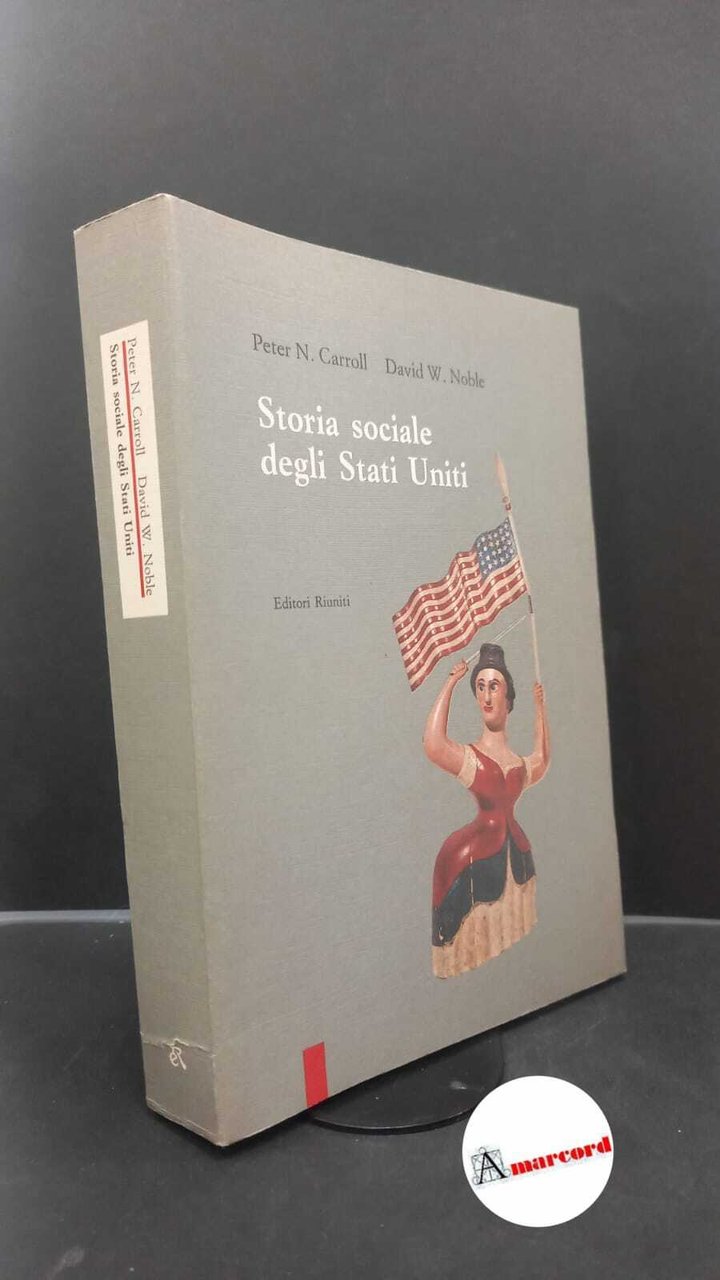 Peter N. Carroll David W. Noble
Storia sociale
degli Stati Uniti
Editori Riuniti
Peter N. Carroll David W. Noble
Storia sociale degli Stati Uniti
ER
Amarcord